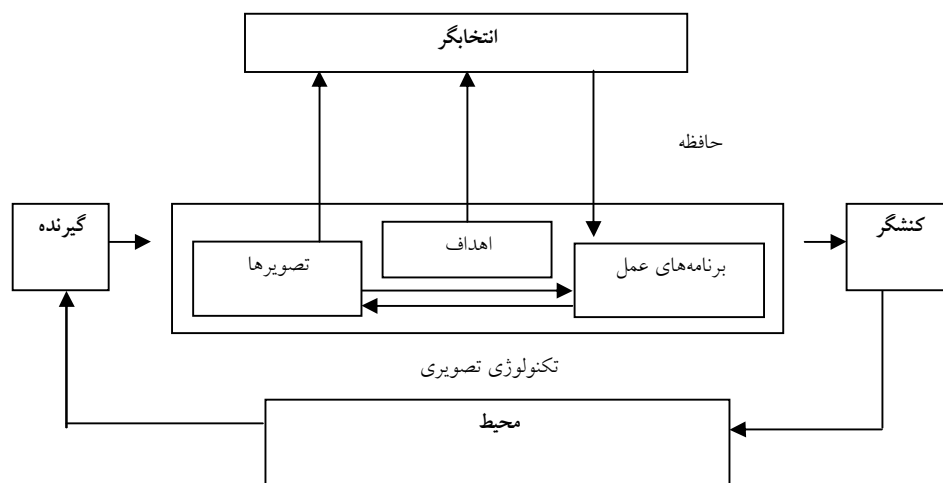 انتخابگر
حافظه
گیرنده
کنشگر
اهداف
تصویرها
برنامه‌های عمل
تکنولوژی تصویری
محیط